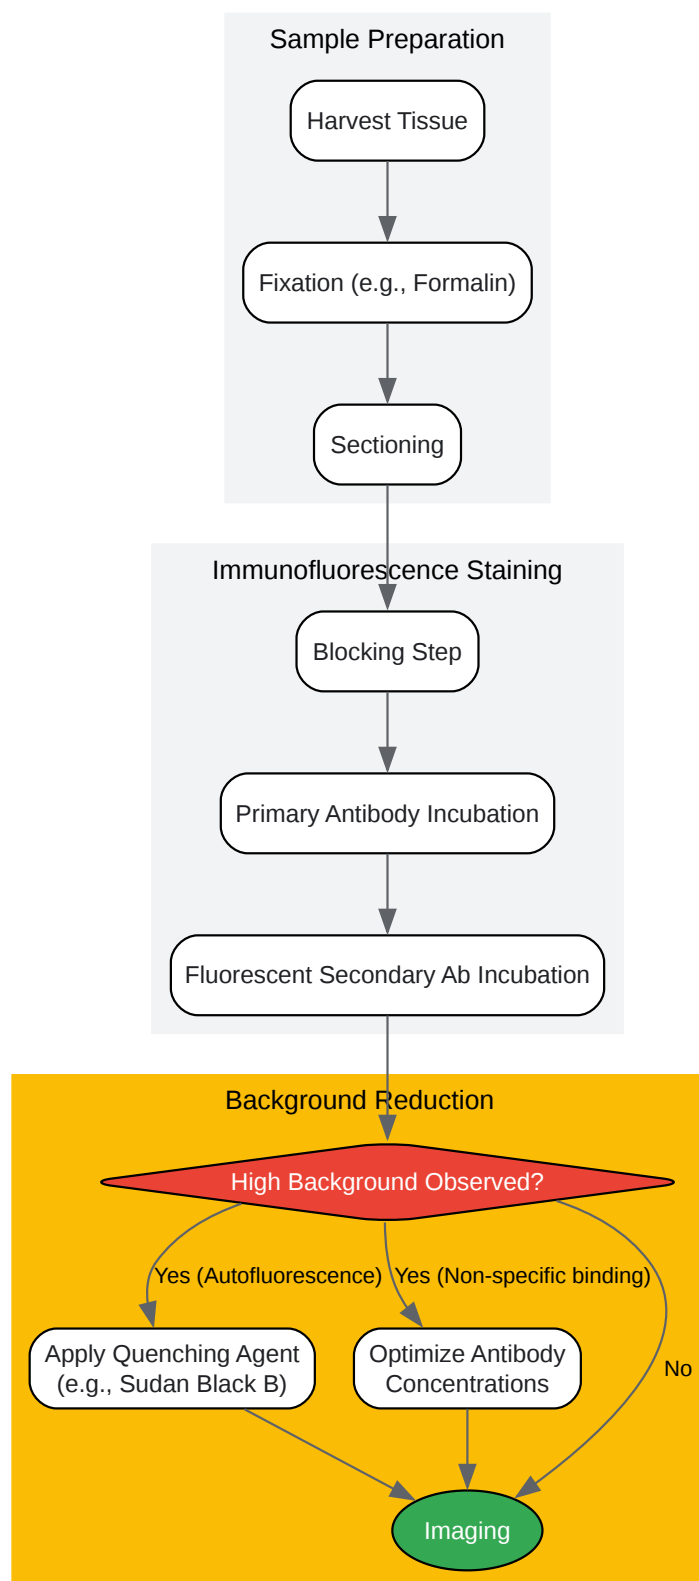 Sample Preparation
Harvest Tissue
Fixation (e.g., Formalin)
Sectioning
Immunofluorescence Staining
Blocking Step
Primary Antibody Incubation
Fluorescent Secondary Ab Incubation
Background Reduction
High Background Observed?
Yes (Autofluorescence)
Yes (Non-specific binding)
No
Apply Quenching Agent
(e.g., Sudan Black B)
Optimize Antibody
Concentrations
Imaging